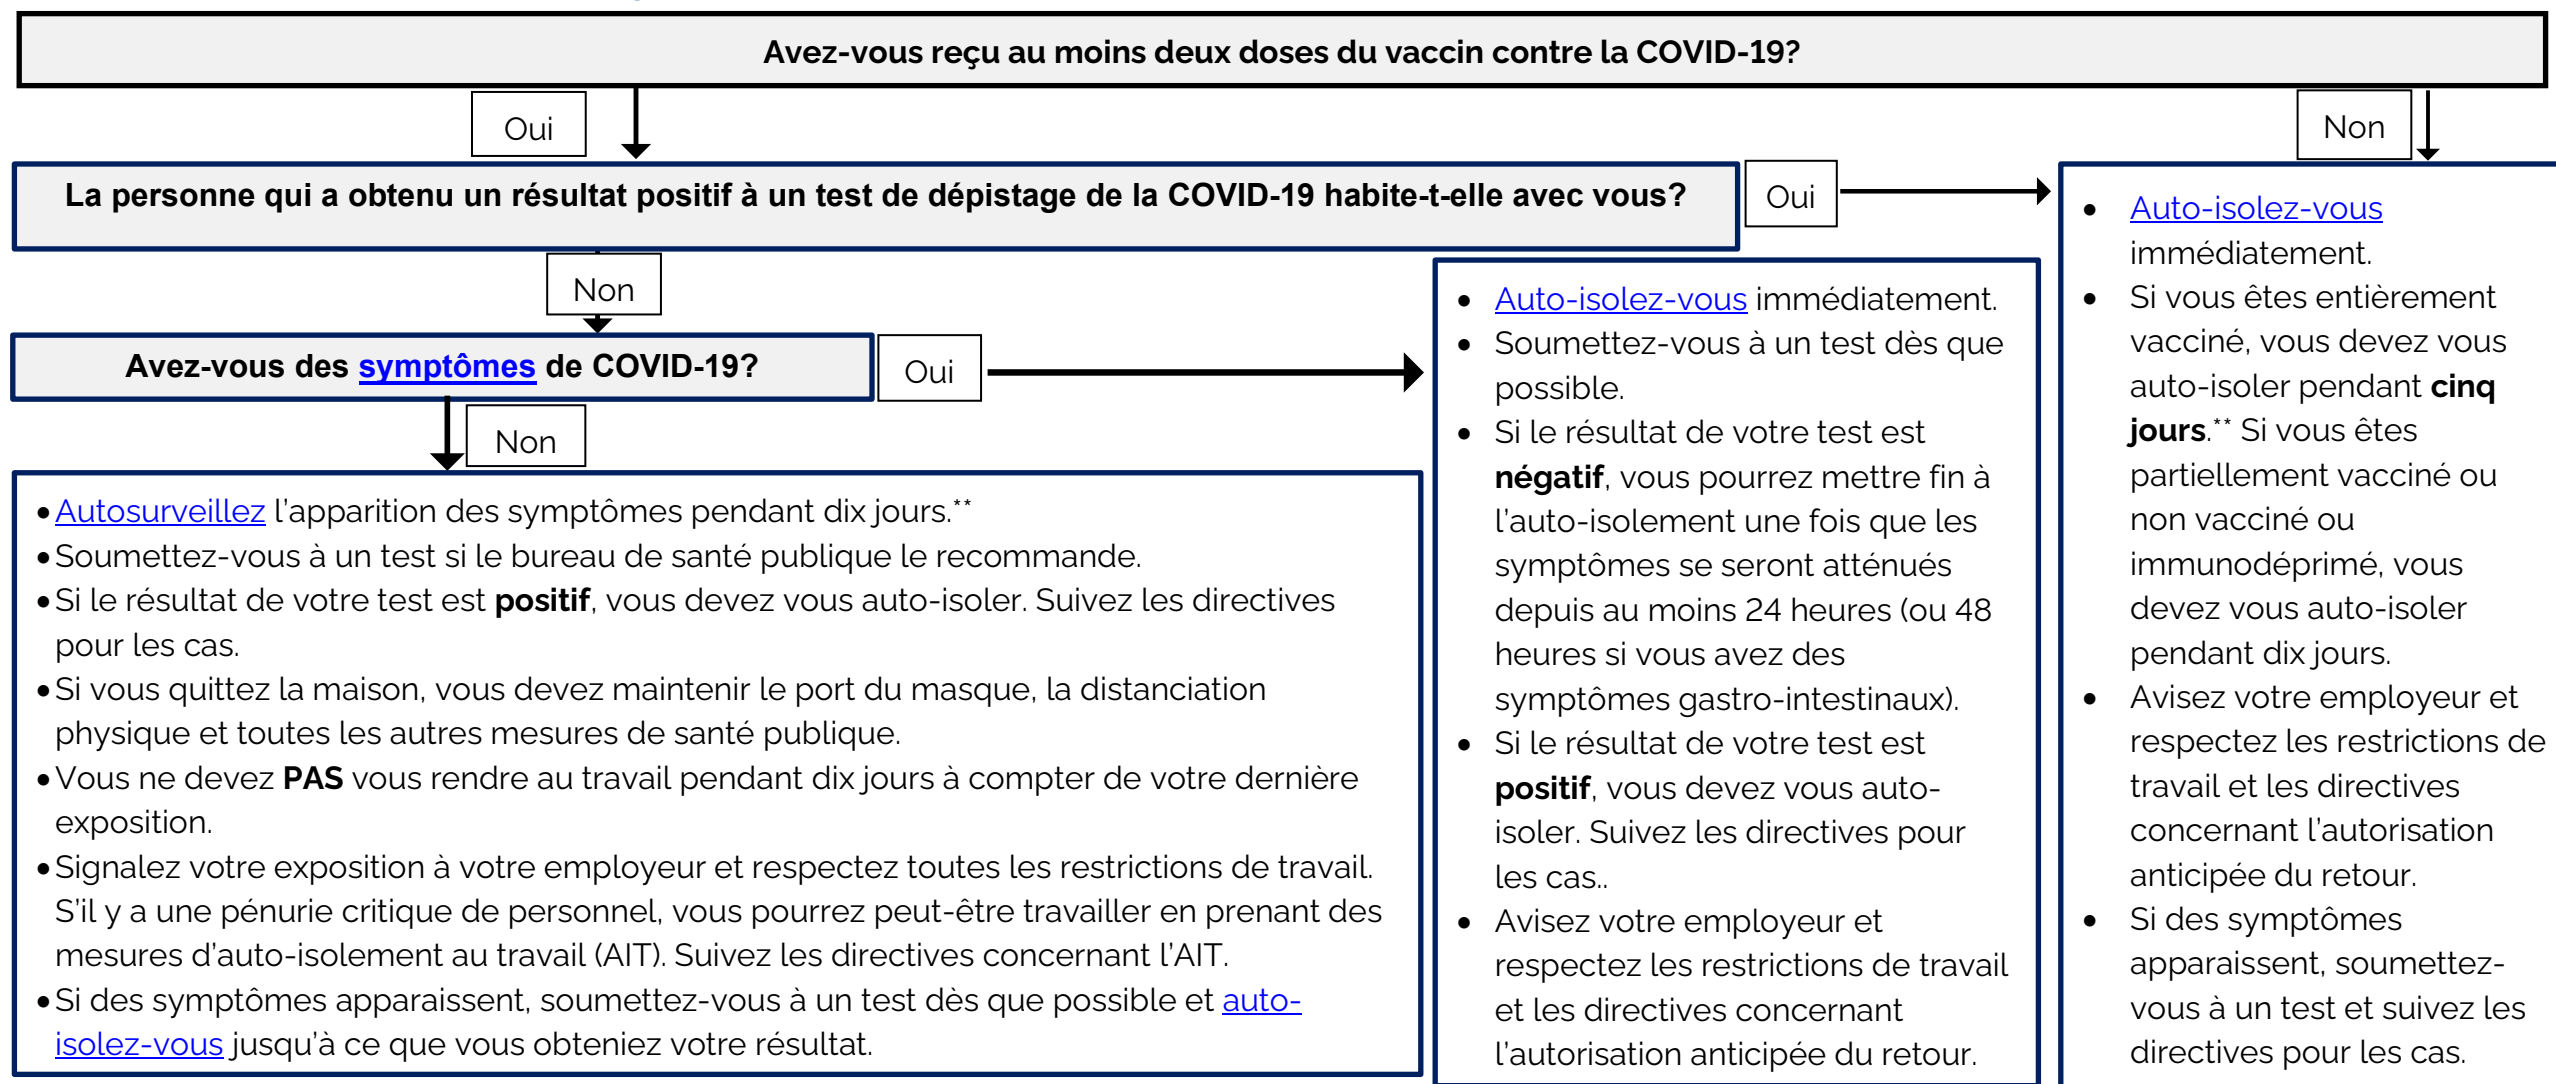 Avez-vous reçu au moins deux doses du vaccin contre la COVID-19?
Oui
Non
La personne qui a obtenu un résultat positif à un test de dépistage de la COVID-19 habite-t-elle avec vous?
Oui
Non
Avez-vous des symptômes de COVID-19?
Oui
Non
• Autosurveillez l'apparition des symptômes pendant dix jours.**
• Soumettez-vous à un test si le bureau de santé publique le recommande.
• Si le résultat de votre test est positif, vous devez vous auto-isoler. Suivez les directives
pour les cas.
• Si vous quittez la maison, vous devez maintenir le port du masque, la distanciation
physique et toutes les autres mesures de santé publique.
• Vous ne devez PAS vous rendre au travail pendant dix jours à compter de votre dernière
exposition.
• Signalez votre exposition à votre employeur et respectez toutes les restrictions de travail.
S'il y a une pénurie critique de personnel, vous pourrez peut-être travailler en prenant des
mesures d'auto-isolement au travail (AIT). Suivez les directives concernant l'AIT.
• Si des symptômes apparaissent, soumettez-vous à un test dès que possible et auto-
isolez-vous jusqu'à ce que vous obteniez votre résultat.
• Auto-isolez-vous immédiatement.
• Soumettez-vous à un test dès que
possible.
• Si le résultat de votre test est
négatif, vous pourrez mettre fin à
l'auto-isolement une fois que les
symptômes se seront atténués
depuis au moins 24 heures (ou 48
heures si vous avez des
symptômes gastro-intestinaux).
• Si le résultat de votre test est
positif, vous devez vous auto-
isoler. Suivez les directives pour
les cas..
• Avisez votre employeur et
respectez les restrictions de travail
et les directives concernant
l'autorisation anticipée du retour.
• Auto-isolez-vous
immédiatement.
• Si vous êtes entièrement
vacciné, vous devez vous
auto-isoler pendant cinq
jours.** Si vous êtes
partiellement vacciné ou
non vacciné ou
immunodéprimé, vous
devez vous auto-isoler
pendant dix jours.
• Avisez votre employeur et
respectez les restrictions de
travail et les directives
concernant l'autorisation
anticipée du retour.
• Si des symptômes
apparaissent, soumettez-
vous à un test et suivez les
directives pour les cas.